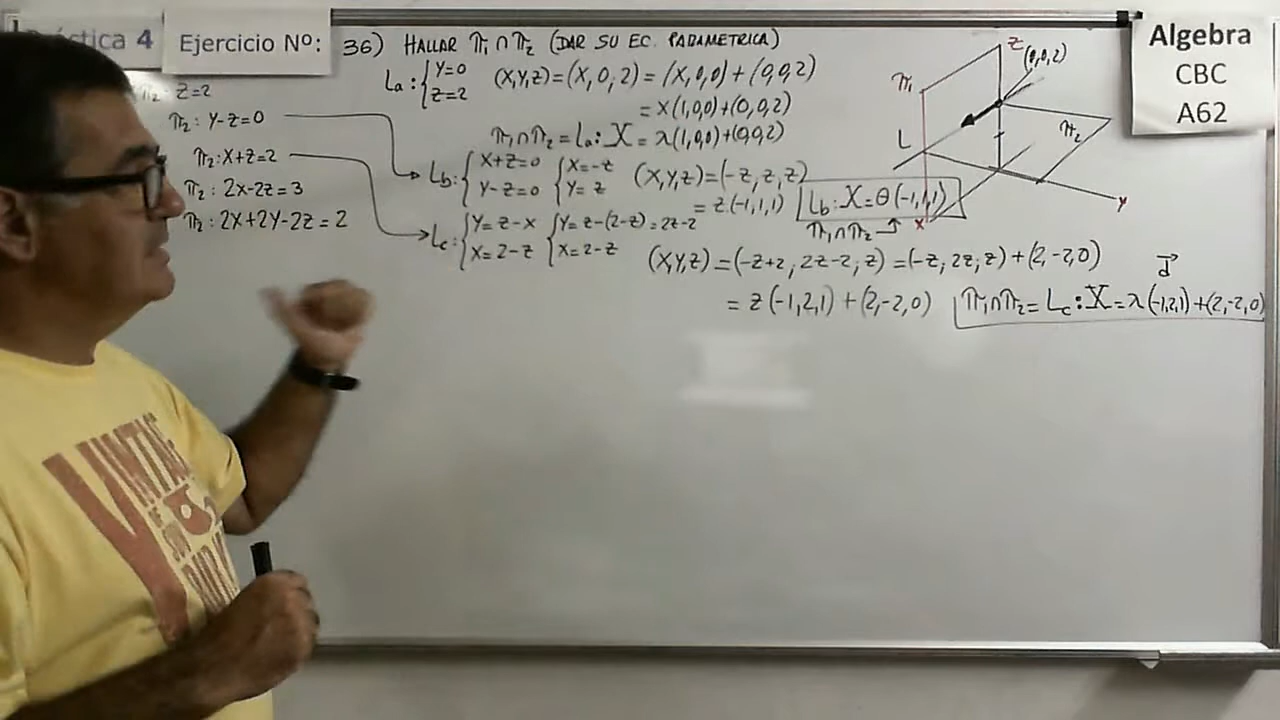 áctica 4
Ejercicio Nº:
36) HALLAR π₁∩π₂ (DAR SU EC. PARAMETRICA)
Algebra
CBC
A62
π₂: Z=2
π₂: Y-Z=0
π₂: X+Z=2
π₂: 2X-2Z=3
π₂: 2X+2Y-2Z=2
La: { Y=0 (X,Y,Z)=(X,0,2)=(X,0,0)+(0,0,2)
Z=2
=X(1,0,0)+(0,0,2)
π₁∩π₂=La: X=λ(1,0,0)+(0,0,2)
Lb: { X+Z=0 { X=-Z (X,Y,Z)=(-Z,Z,Z)
Y-Z=0 Y=Z
=Z.(-1,1,1) Lb: X=θ(-1,1,1)
π₁∩π₂
Lc: { Y=Z-X { Y=Z-(2-Z)=2Z-2
X=2-Z X=2-Z
(X,Y,Z)=(-Z+2, 2Z-2, Z)=(-Z,2Z,Z)+(2,-2,0)
=Z(-1,2,1)+(2,-2,0) π₁∩π₂=Lc: X=λ(-1,2,1)+(2,-2,0)
d
Z
(0,0,2)
π₁
π₂
L
X
Y